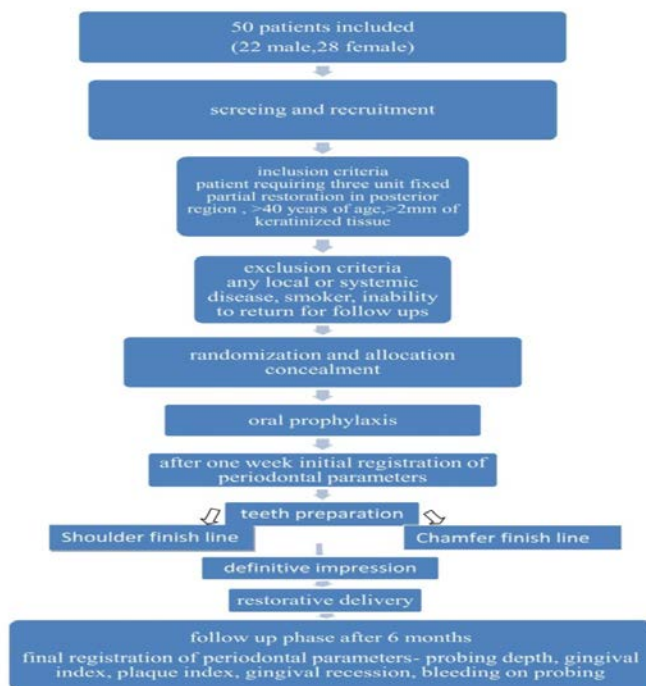 50 patients included
(22 male,28 female)
screeing and recruitment
inclusion criteria
patient requiring three unit fixed
partial restoration in posterior
region , >40 years of age,>2mm of
keratinized tissue
exclusion criteria
any local or systemic
disease, smoker, inability
to return for follow ups
randomization and allocation
concealment
oral prophylaxis
after one week initial registration of
periodontal parameters
teeth preparation
Shoulder finish line
Chamfer finish line
definitive impression
restorative delivery
follow up phase after 6 months
final registration of periodontal parameters- probing depth, gingival
index, plaque index, gingival recession, bleeding on probing